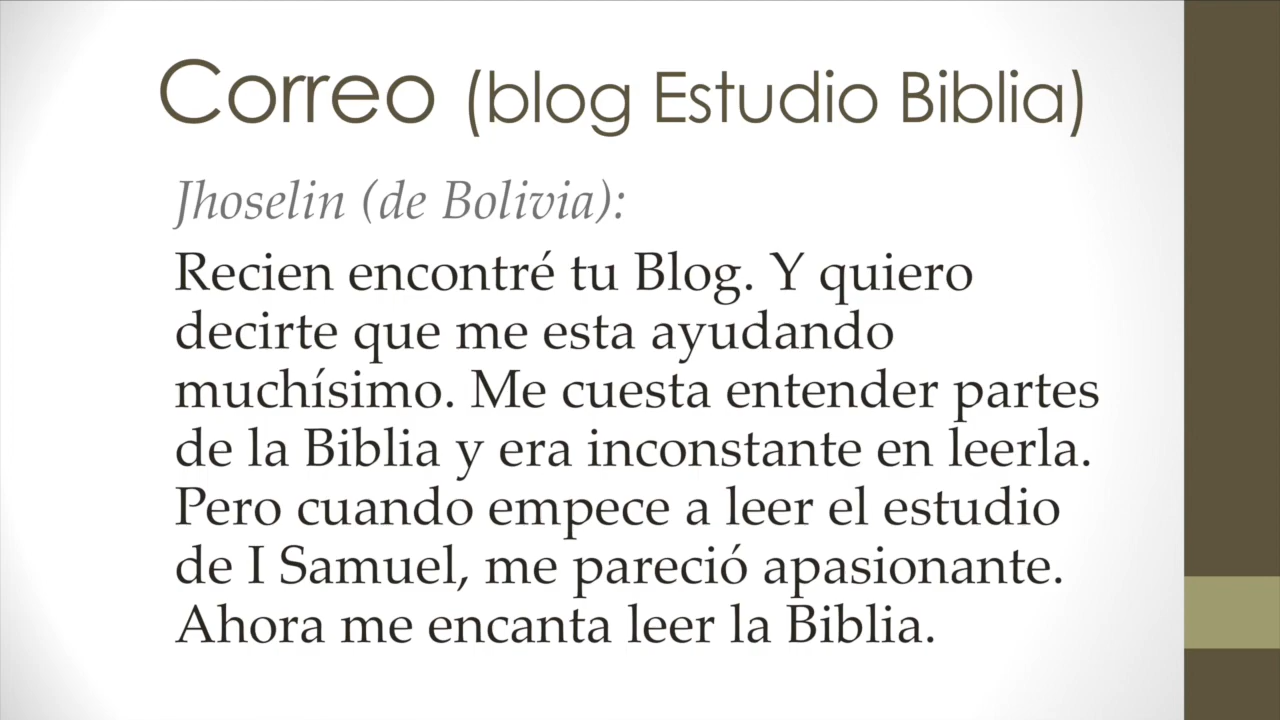 Correo (blog Estudio Biblia)
Jhoselin (de Bolivia):
Recien encontré tu Blog. Y quiero
decirte que me esta ayudando
muchísimo. Me cuesta entender partes
de la Biblia y era inconstante en leerla.
Pero cuando empece a leer el estudio
de I Samuel, me pareció apasionante.
Ahora me encanta leer la Biblia.